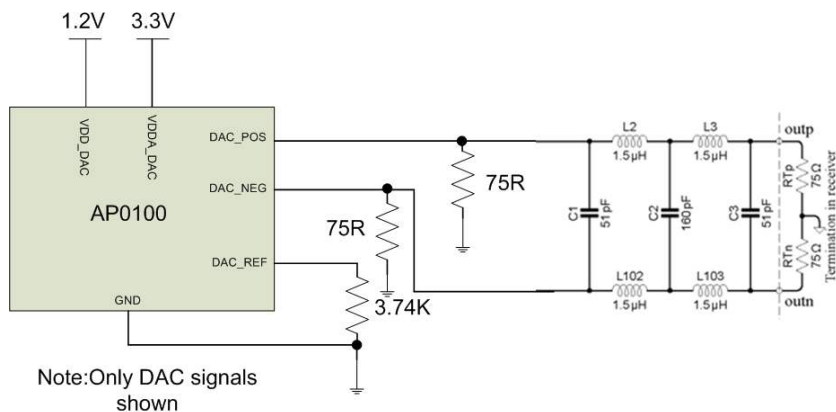 1.2V
3.3V
VDD_DAC
VDDA_DAC
DAC_POS
DAC_NEG
DAC_REF
AP0100
GND
75R
75R
3.74K
L2
1.5µH
L3
1.5µH
outp
C1
51pF
C2
160pF
C3
51pF
RTp
75Ω
RTn
75Ω
Termination in receiver
L102
1.5µH
L103
1.5µH
outn
Note:Only DAC signals
shown